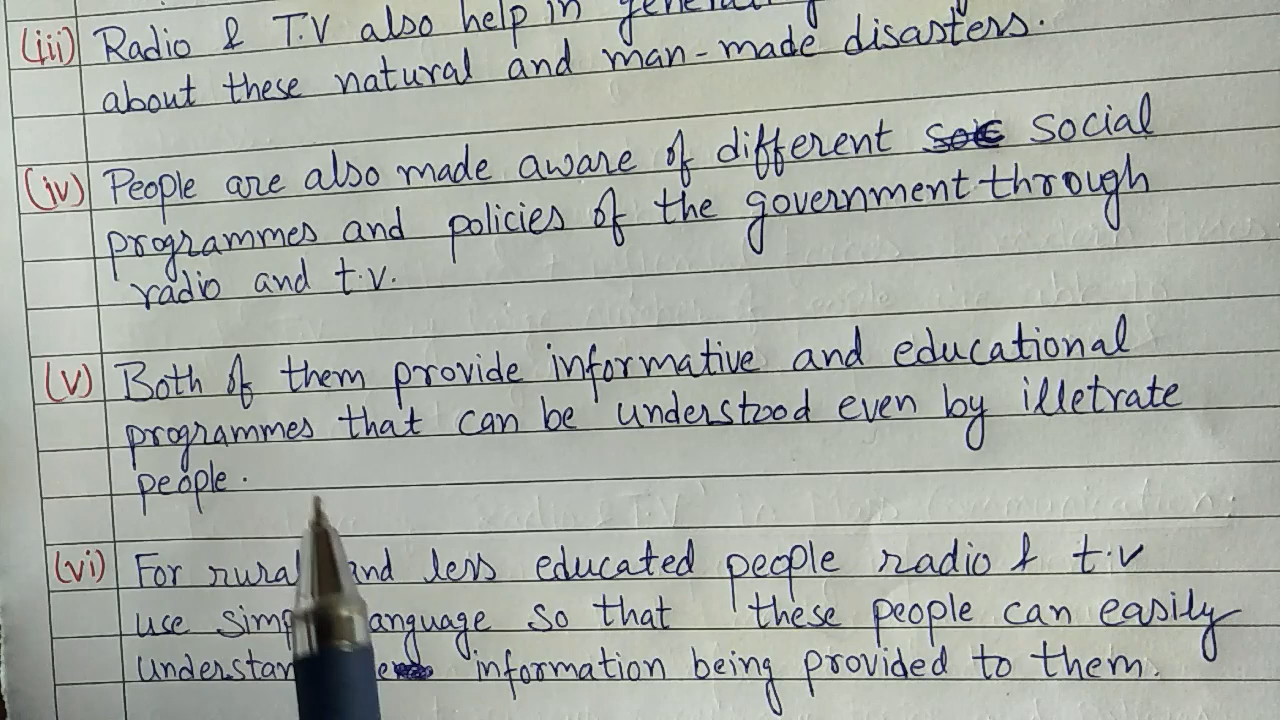 (iii) Radio & T.V also help in
about these natural and man-made disasters.
(iv) People are also made aware of different social
programmes and policies of the government through
radio and t.v.
(v) Both of them provide informative and educational
programmes that can be understood even by illetrate
people.
(vi) For rural and less educated people radio & t.v
use simple language so that these people can easily
understand information being provided to them.